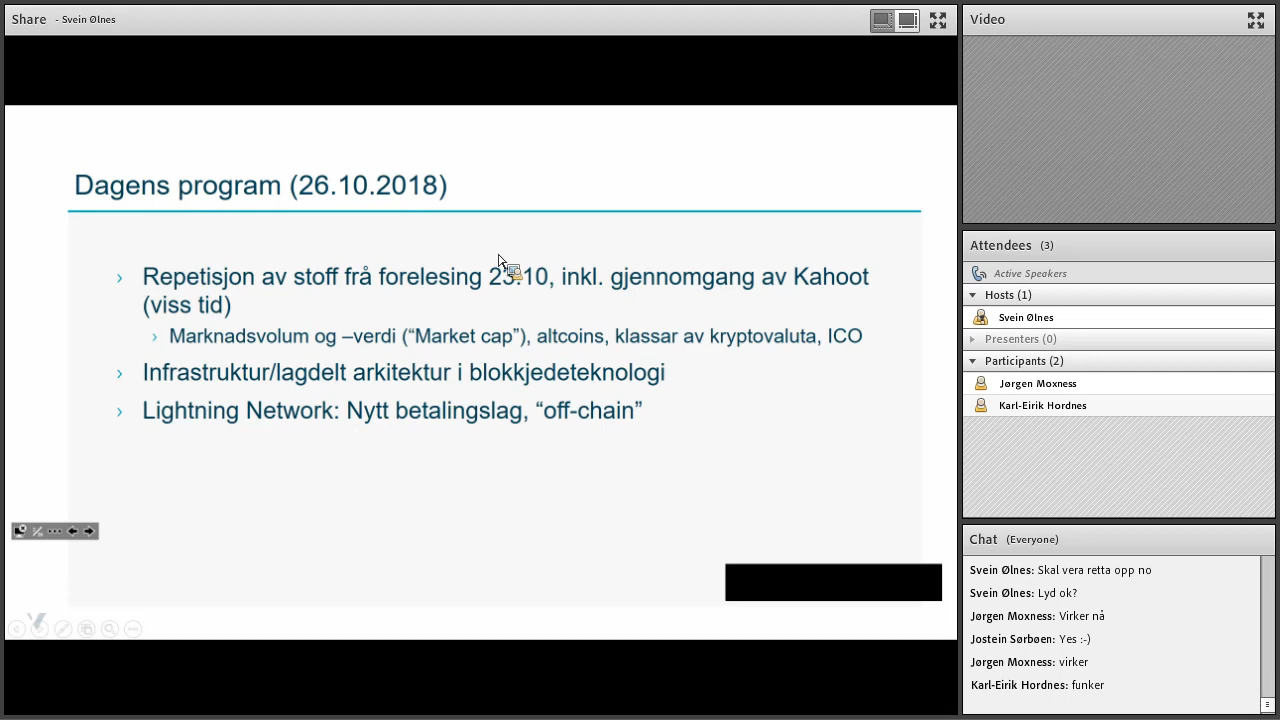 Share - Svein Ølnes
Dagens program (26.10.2018)
› Repetisjon av stoff frå forelesing 23.10, inkl. gjennomgang av Kahoot
(viss tid)
› Marknadsvolum og –verdi (“Market cap”), altcoins, klassar av kryptovaluta, ICO
› Infrastruktur/lagdelt arkitektur i blokkjedeteknologi
› Lightning Network: Nytt betalingslag, “off-chain”
Video
Attendees (3)
Active Speakers
Hosts (1)
Svein Ølnes
Presenters (0)
Participants (2)
Jørgen Moxness
Karl-Eirik Hordnes
Chat (Everyone)
Svein Ølnes: Skal vera retta opp no
Svein Ølnes: Lyd ok?
Jørgen Moxness: Virker nå
Jostein Sørbøen: Yes :-)
Jørgen Moxness: virker
Karl-Eirik Hordnes: funker